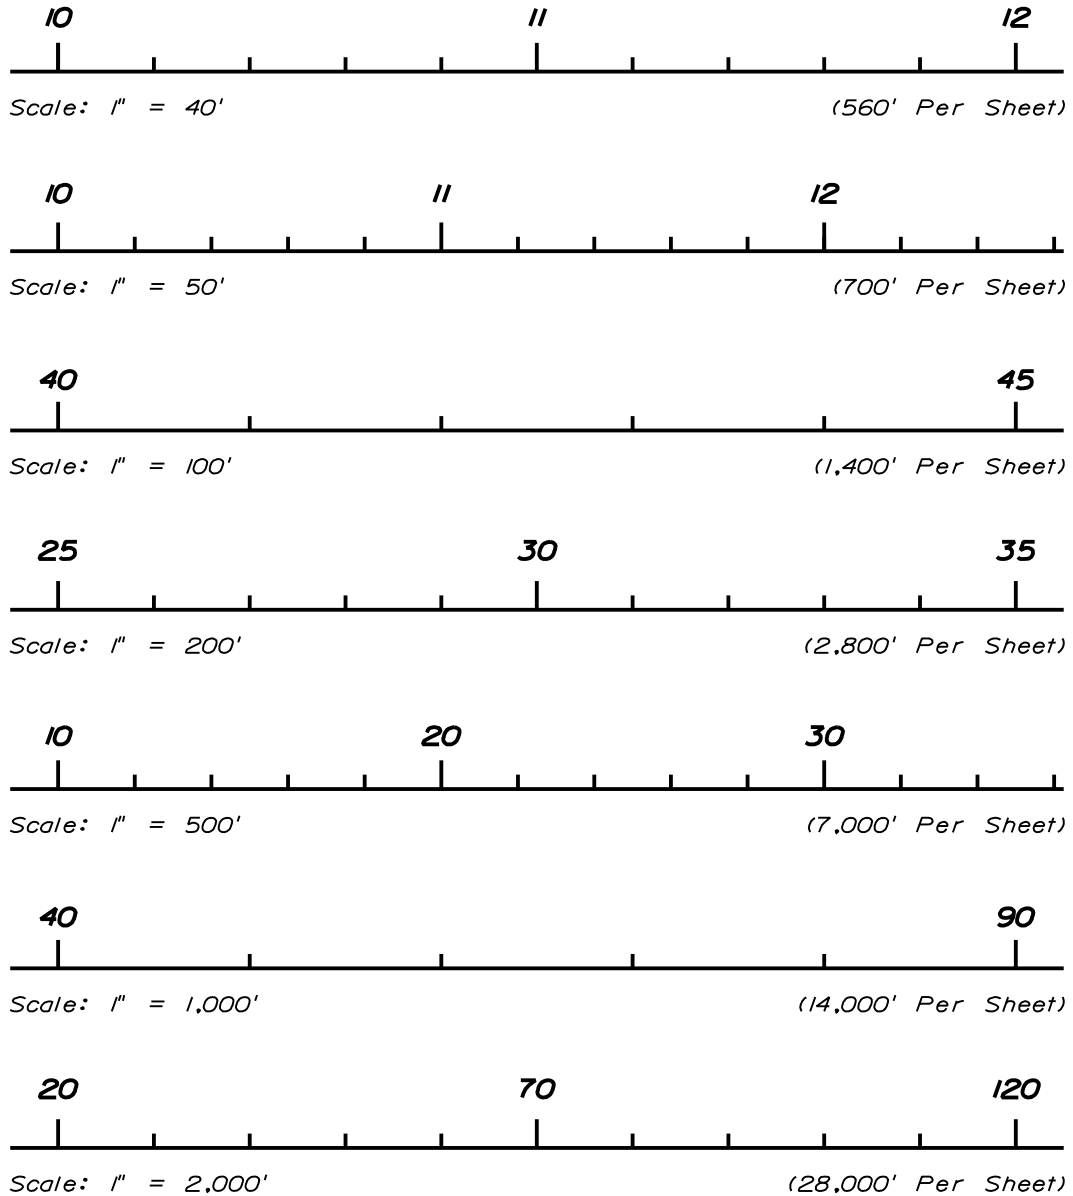 10 11 12
Scale: 1" = 40' (560' Per Sheet)
10 11 12
Scale: 1" = 50' (700' Per Sheet)
40 45
Scale: 1" = 100' (1,400' Per Sheet)
25 30 35
Scale: 1" = 200' (2,800' Per Sheet)
10 20 30
Scale: 1" = 500' (7,000' Per Sheet)
40 90
Scale: 1" = 1,000' (14,000' Per Sheet)
20 70 120
Scale: 1" = 2,000' (28,000' Per Sheet)